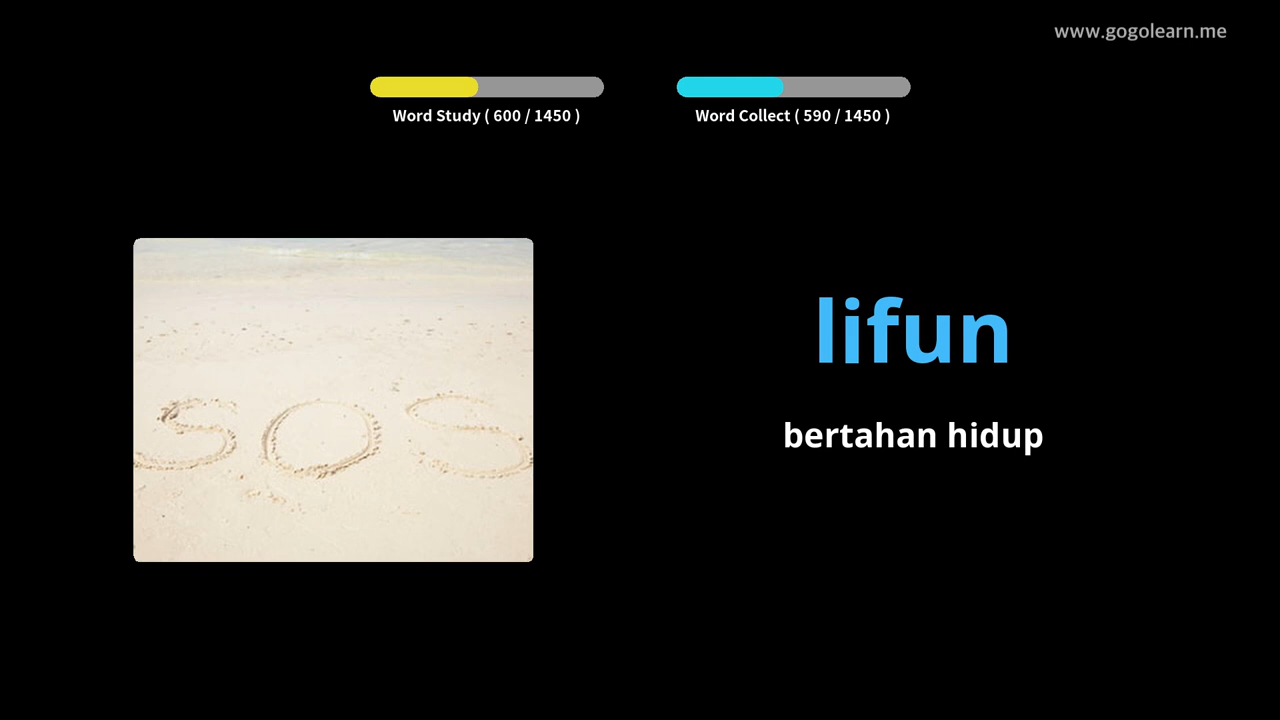 www.gogolearn.me
Word Study ( 600 / 1450 )
Word Collect ( 590 / 1450 )
SOS
lifun
bertahan hidup